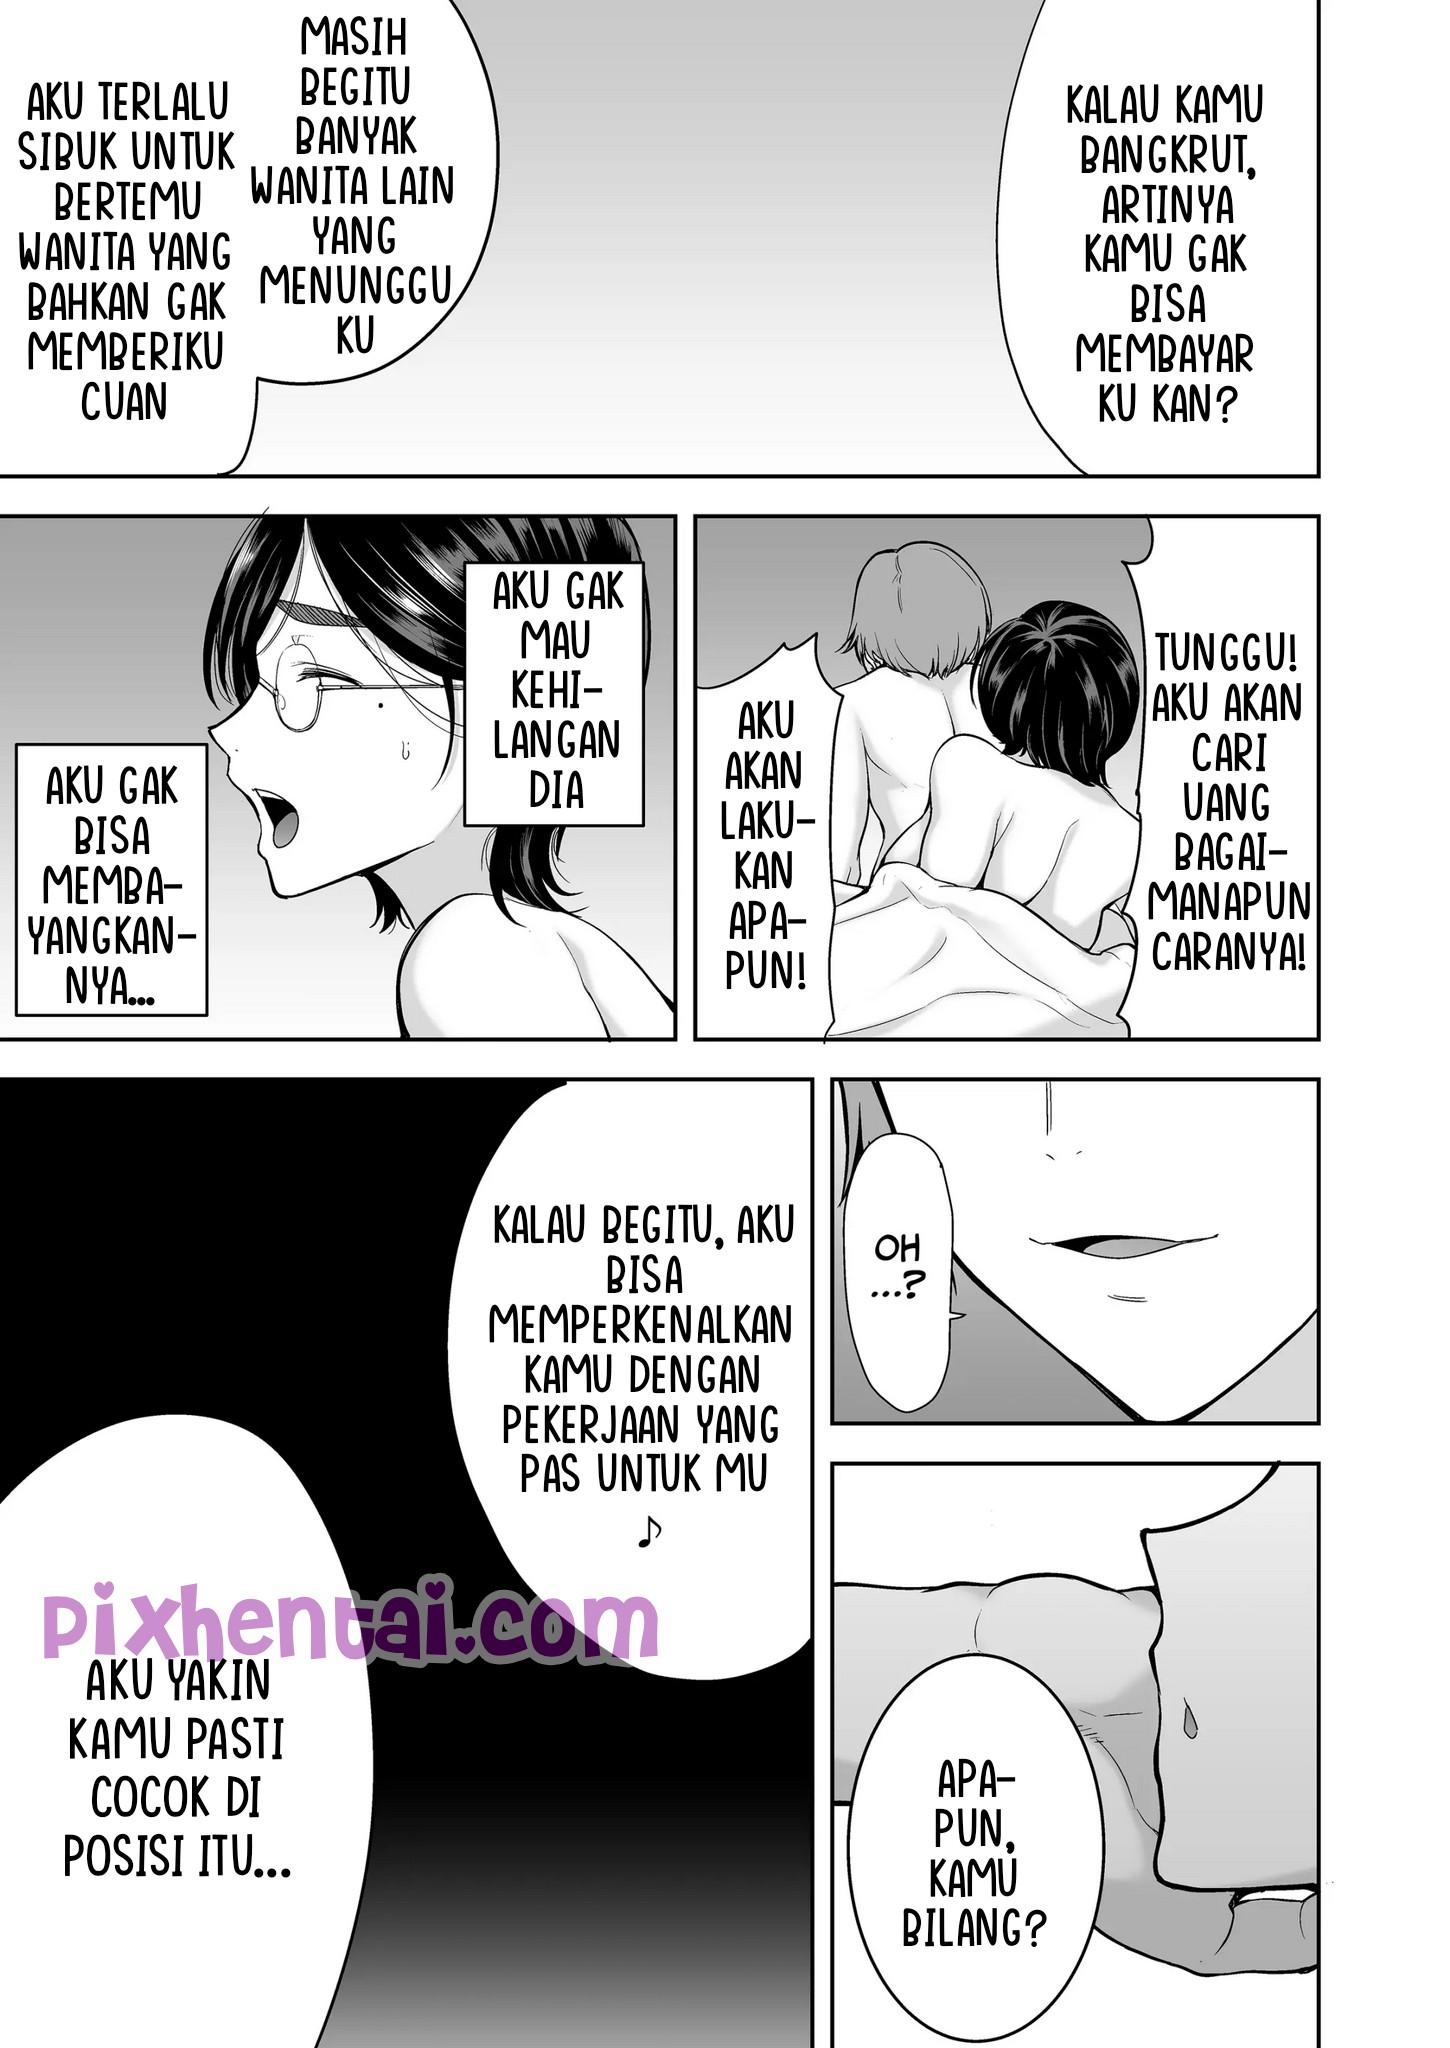 KALAU KAMU
BANGKRUT,
ARTINYA
KAMU GAK
BISA
MEMBAYAR
KU KAN?
MASIH
BEGITU
BANYAK
WANITA LAIN
YANG
MENUNGGU
KU
AKU TERLALU
SIBUK UNTUK
BERTEMU
WANITA YANG
BAHKAN GAK
MEMBERIKU
CUAN
TUNGGU!
AKU AKAN
CARI
UANG
BAGAI-
MANAPUN
CARANYA!
AKU
AKAN
LAKU-
KAN
APA-
PUN!
AKU GAK
MAU
KEHI-
LANGAN
DIA
AKU GAK
BISA
MEMBA-
YANGKAN-
NYA...
OH
...?
APA-
PUN,
KAMU
BILANG?
KALAU BEGITU, AKU
BISA
MEMPERKENALKAN
KAMU DENGAN
PEKERJAAN YANG
PAS UNTUK MU
♪
pixhentai.com
AKU YAKIN
KAMU PASTI
COCOK DI
POSISI ITU...